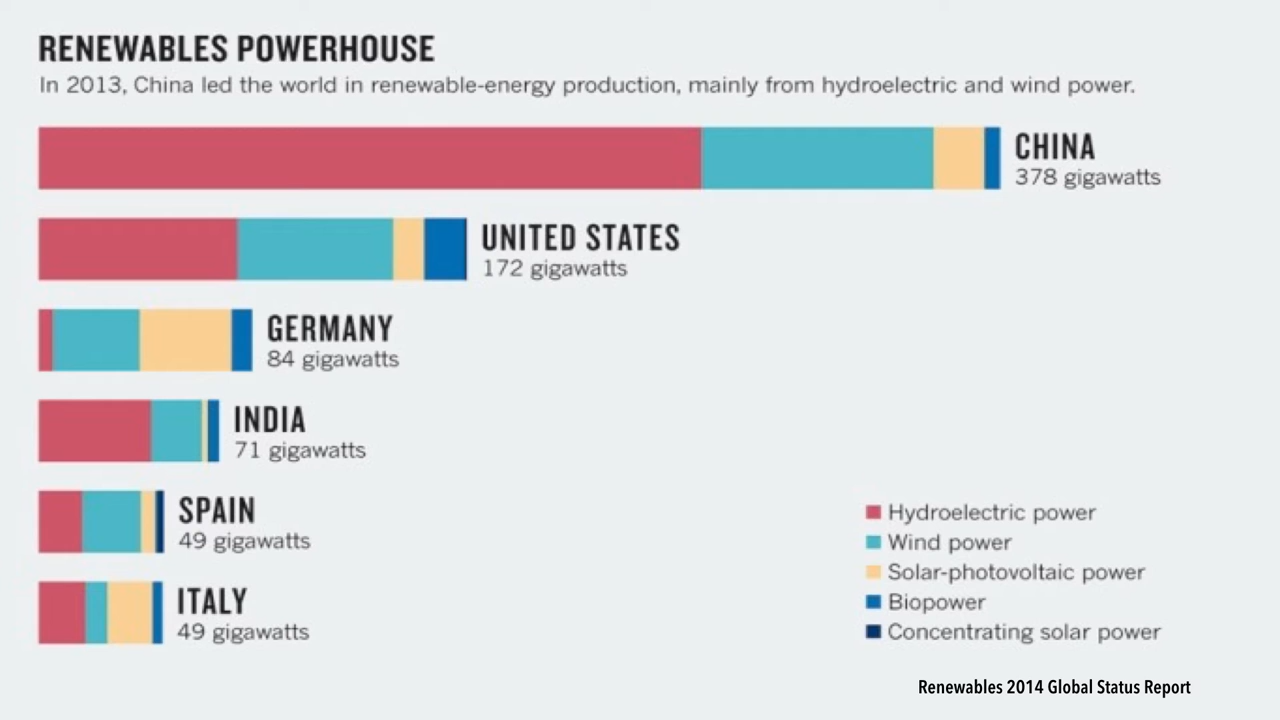 RENEWABLES POWERHOUSE
In 2013, China led the world in renewable-energy production, mainly from hydroelectric and wind power.
CHINA
378 gigawatts
UNITED STATES
172 gigawatts
GERMANY
84 gigawatts
INDIA
71 gigawatts
SPAIN
49 gigawatts
ITALY
49 gigawatts
Hydroelectric power
Wind power
Solar-photovoltaic power
Biopower
Concentrating solar power
Renewables 2014 Global Status Report